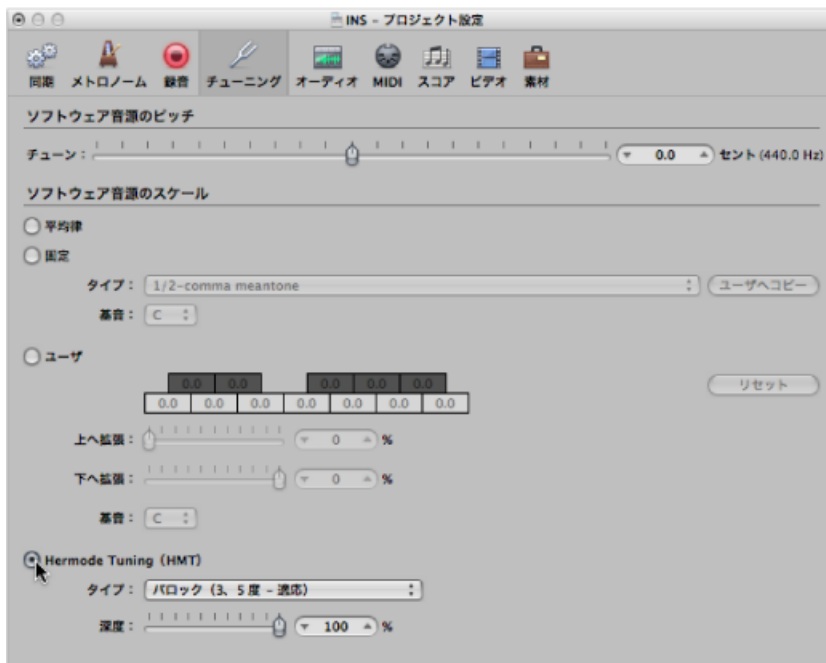 INS – プロジェクト設定
同期 メトロノーム 録音 チューニング オーディオ MIDI スコア ビデオ 素材
ソフトウェア音源のピッチ
チューン： 0.0 セント (440.0 Hz)
ソフトウェア音源のスケール
平均律
固定
タイプ： 1/2-comma meantone ユーザへコピー
基音： C
ユーザ
0.0 0.0 0.0 0.0 0.0
リセット
0.0 0.0 0.0 0.0 0.0 0.0 0.0
上へ拡張： 0 %
下へ拡張： 0 %
基音： C
Hermode Tuning (HMT)
タイプ： バロック（3、5度 – 適応）
深度： 100 %